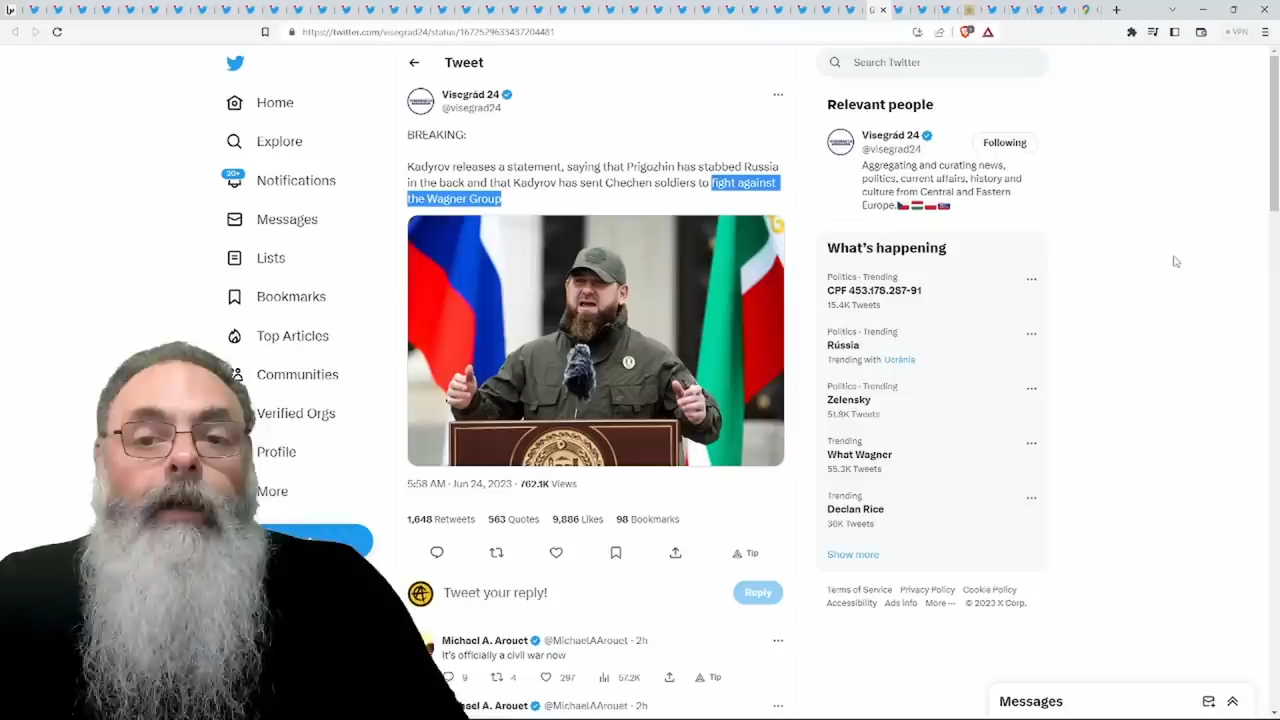 https://twitter.com/visegrad24/status/1672529633437204481
VPN
Home
Explore
20+
Notifications
Messages
Lists
Bookmarks
Top Articles
Communities
Verified Orgs
Profile
More
Tweet
Visegrád 24
@visegrad24
BREAKING:
Kadyrov releases a statement, saying that Prigozhin has stabbed Russia
in the back and that Kadyrov has sent Chechen soldiers to fight against
the Wagner Group
5:58 AM · Jun 24, 2023 · 762.1K Views
1,648 Retweets 563 Quotes 9,886 Likes 98 Bookmarks
Tip
Tweet your reply!
Reply
Michael A. Arouet @MichaelAArouet · 2h
It's officially a civil war now
9 4 297 57.2K Tip
ael A. Arouet @MichaelAArouet · 2h
Search Twitter
Relevant people
Visegrád 24
@visegrad24
Following
Aggregating and curating news,
politics, current affairs, history and
culture from Central and Eastern
Europe.
What's happening
Politics · Trending
CPF 453.178.287-91
15.4K Tweets
Politics · Trending
Rússia
Trending with Ucrânia
Politics · Trending
Zelensky
51.8K Tweets
Trending
What Wagner
55.3K Tweets
Trending
Declan Rice
36K Tweets
Show more
Terms of Service Privacy Policy Cookie Policy
Accessibility Ads info More ··· © 2023 X Corp.
Messages